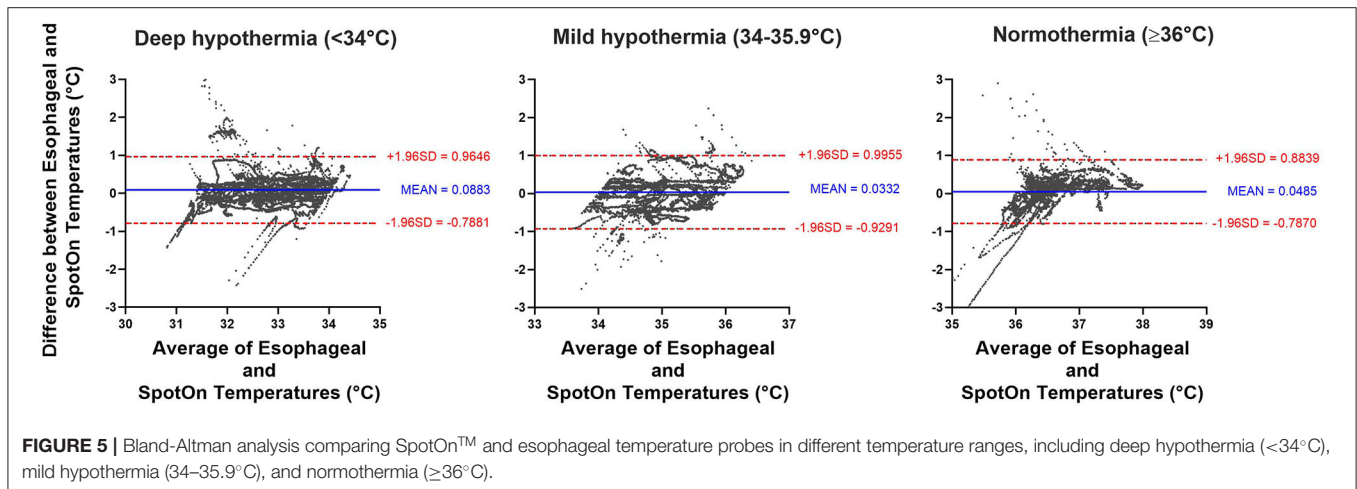 Deep hypothermia (<34°C)
Mild hypothermia (34-35.9°C)
Normothermia (≥36°C)
Difference between Esophageal and
SpotOn Temperatures (°C)
3
2
1
0
-1
-2
-3
+1.96SD = 0.9646
MEAN = 0.0883
-1.96SD = -0.7881
30 31 32 33 34 35
Average of Esophageal
and
SpotOn Temperatures (°C)
3
2
1
0
-1
-2
-3
+1.96SD = 0.9955
MEAN = 0.0332
-1.96SD = -0.9291
33 34 35 36 37
Average of Esophageal
and
SpotOn Temperatures (°C)
3
2
1
0
-1
-2
-3
+1.96SD = 0.8839
MEAN = 0.0485
-1.96SD = -0.7870
35 36 37 38 39
Average of Esophageal
and
SpotOn Temperatures (°C)
FIGURE 5 | Bland-Altman analysis comparing SpotOn™ and esophageal temperature probes in different temperature ranges, including deep hypothermia (<34°C),
mild hypothermia (34–35.9°C), and normothermia (≥36°C).